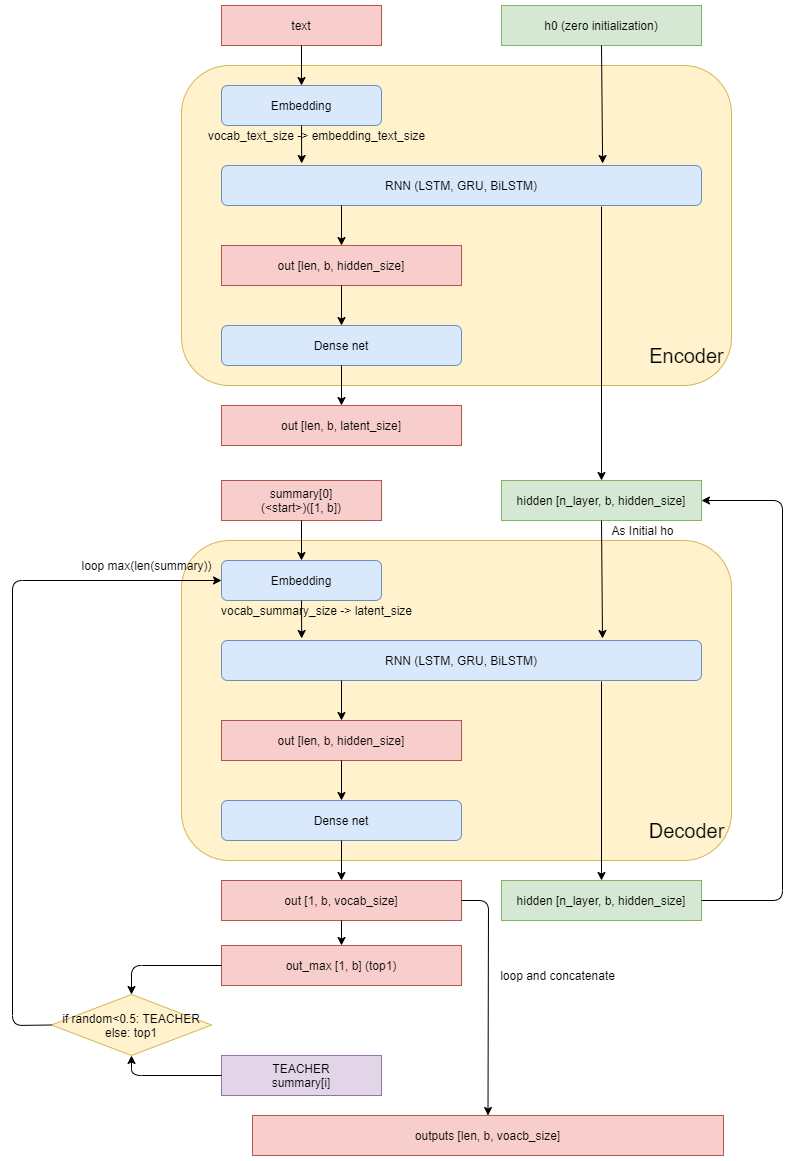 text
h0 (zero initialization)
Embedding
vocab_text_size -> embedding_text_size
RNN (LSTM, GRU, BiLSTM)
out [len, b, hidden_size]
Dense net
Encoder
out [len, b, latent_size]
summary[0]
(<start>)([1, b])
hidden [n_layer, b, hidden_size]
As Initial ho
loop max(len(summary))
Embedding
vocab_summary_size -> latent_size
RNN (LSTM, GRU, BiLSTM)
out [len, b, hidden_size]
Dense net
Decoder
out [1, b, vocab_size]
hidden [n_layer, b, hidden_size]
out_max [1, b] (top1)
loop and concatenate
if random<0.5: TEACHER
else: top1
TEACHER
summary[i]
outputs [len, b, voacb_size]